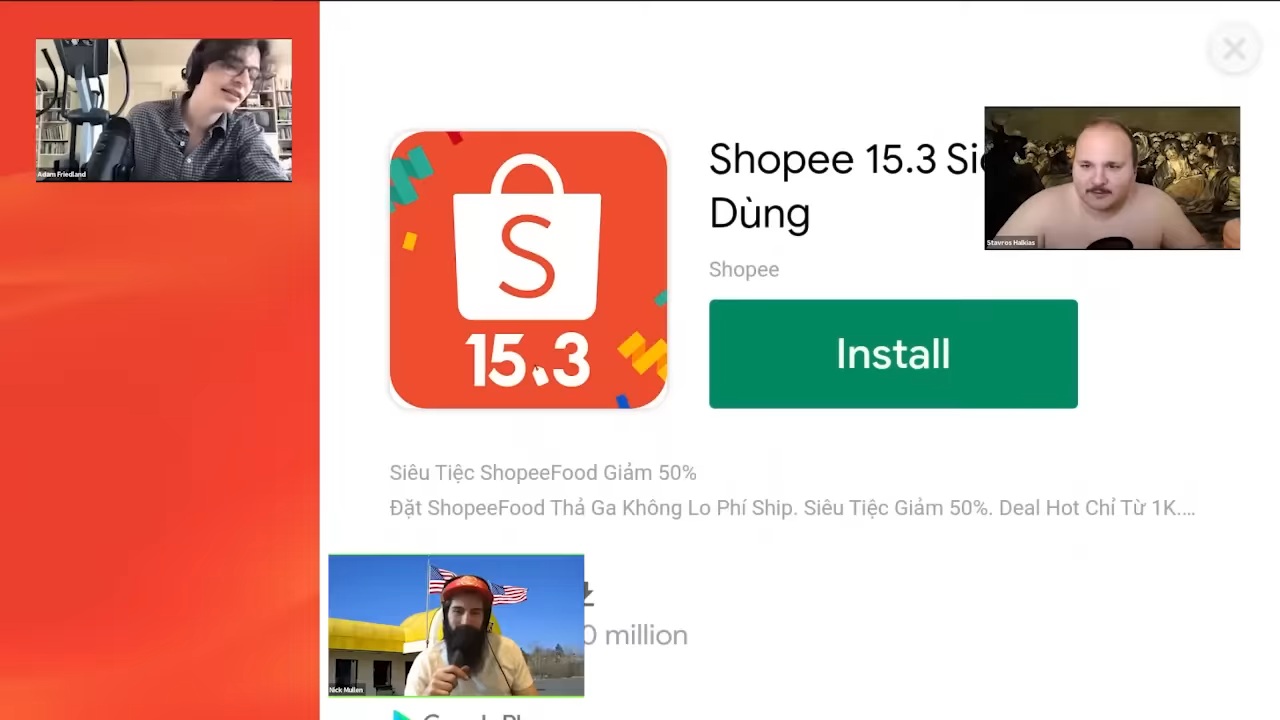 Adam Friedland
S
15.3
Shopee 15.3
Dùng
Stavros Halkias
Shopee
Install
Siêu Tiệc ShopeeFood Giảm 50%
Đặt ShopeeFood Thả Ga Không Lo Phí Ship. Siêu Tiệc Giảm 50%. Deal Hot Chỉ Từ 1K....
Nick Mullen
0 million